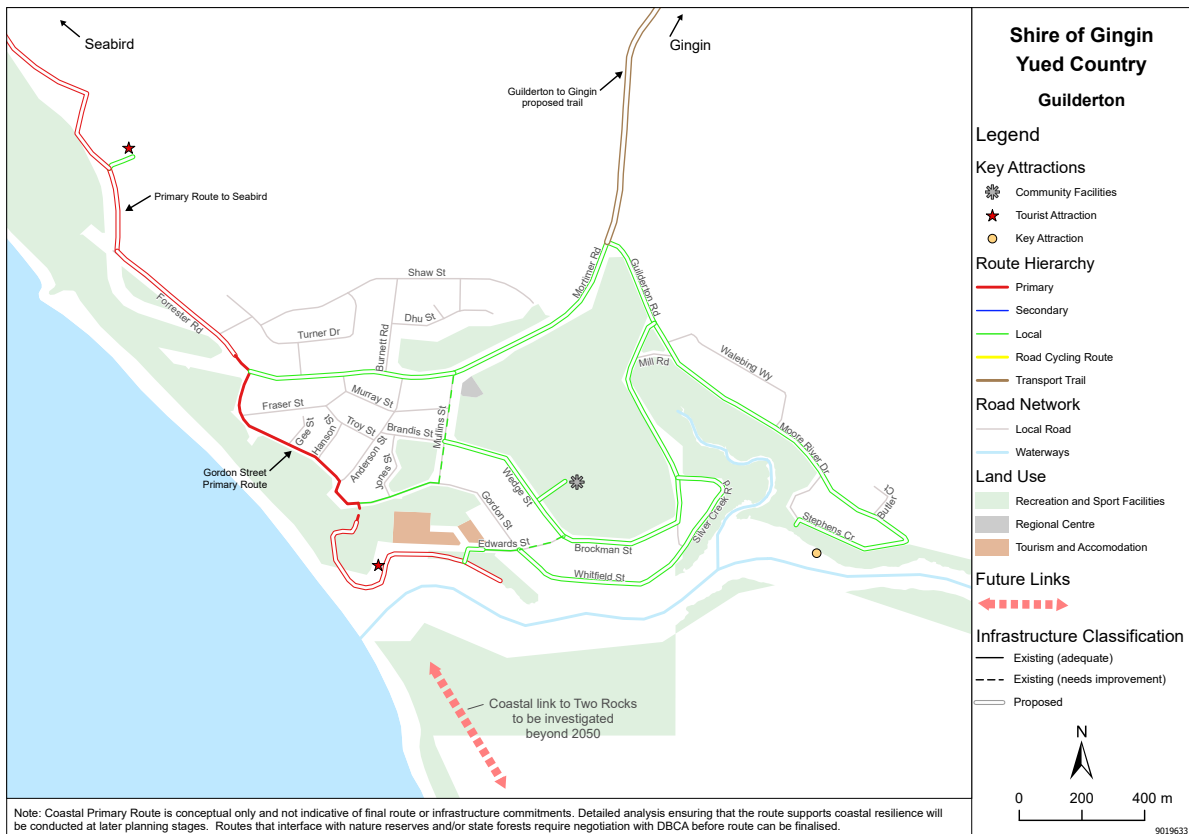 Seabird
Gingin
Guilderton to Gingin
proposed trail
Primary Route to Seabird
Forrester Rd
Shaw St
Turner Dr
Dhu St
Burnett Rd
Mortimer Rd
Guilderton Rd
Walebing Wy
Mill Rd
Fraser St
Murray St
Gee St
Hanson St
Troy St
Brandis St
Mullins St
Anderson St
Jones St
Gordon Street
Primary Route
Wedge St
Gordon St
Moore River Dr
Silver Creek Rd
Butler Ct
Stephens Cr
Edwards St
Brockman St
Whitfield St
Coastal link to Two Rocks
to be investigated
beyond 2050
Note: Coastal Primary Route is conceptual only and not indicative of final route or infrastructure commitments. Detailed analysis ensuring that the route supports coastal resilience will
be conducted at later planning stages. Routes that interface with nature reserves and/or state forests require negotiation with DBCA before route can be finalised.
Shire of Gingin
Yued Country
Guilderton
Legend
Key Attractions
Community Facilities
Tourist Attraction
Key Attraction
Route Hierarchy
Primary
Secondary
Local
Road Cycling Route
Transport Trail
Road Network
Local Road
Waterways
Land Use
Recreation and Sport Facilities
Regional Centre
Tourism and Accomodation
Future Links
Infrastructure Classification
Existing (adequate)
Existing (needs improvement)
Proposed
N
0 200 400 m
9019633